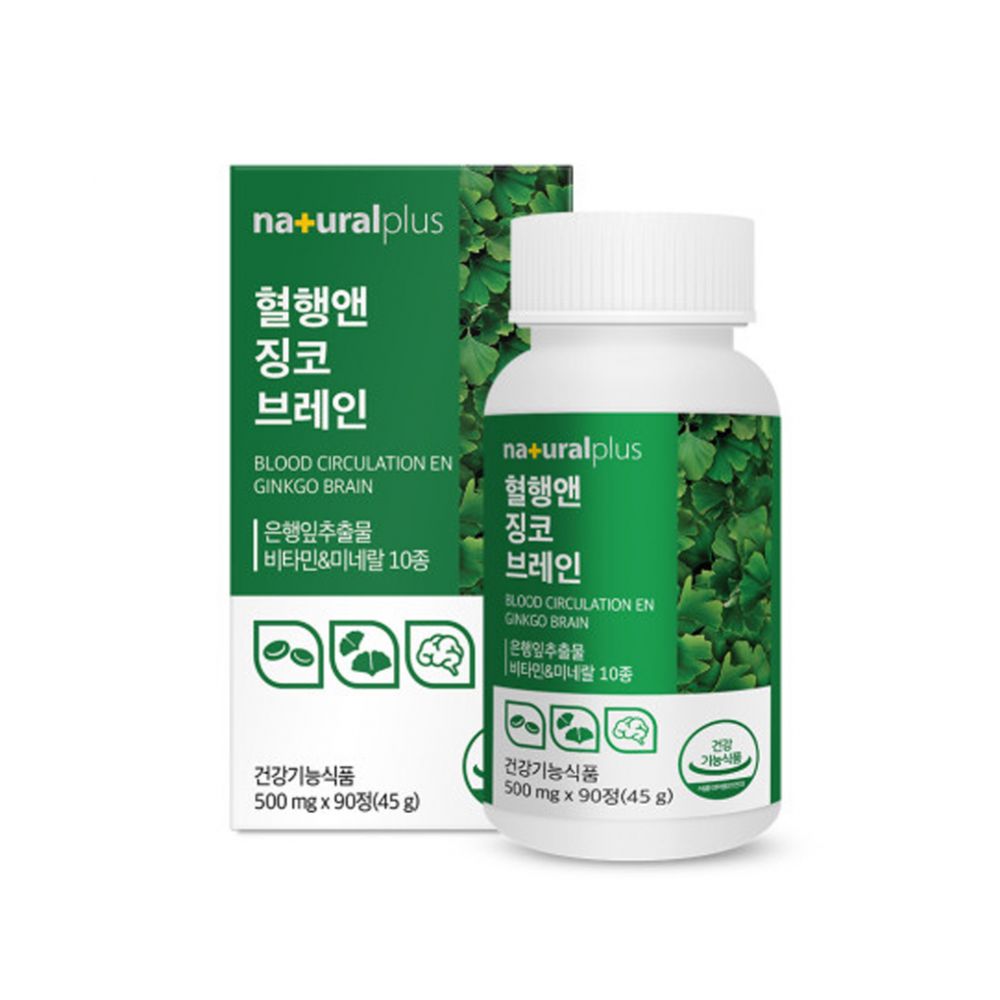 naturalplus
혈행앤
징코
브레인
BLOOD CIRCULATION EN
GINKGO BRAIN
은행잎추출물
비타민&미네랄 10종
건강기능식품
500 mg x 90정(45 g)
naturalplus
혈행앤
징코
브레인
BLOOD CIRCULATION EN
GINKGO BRAIN
은행잎추출물
비타민&미네랄 10종
건강기능식품
500 mg x 90정(45 g)
건강
기능식품